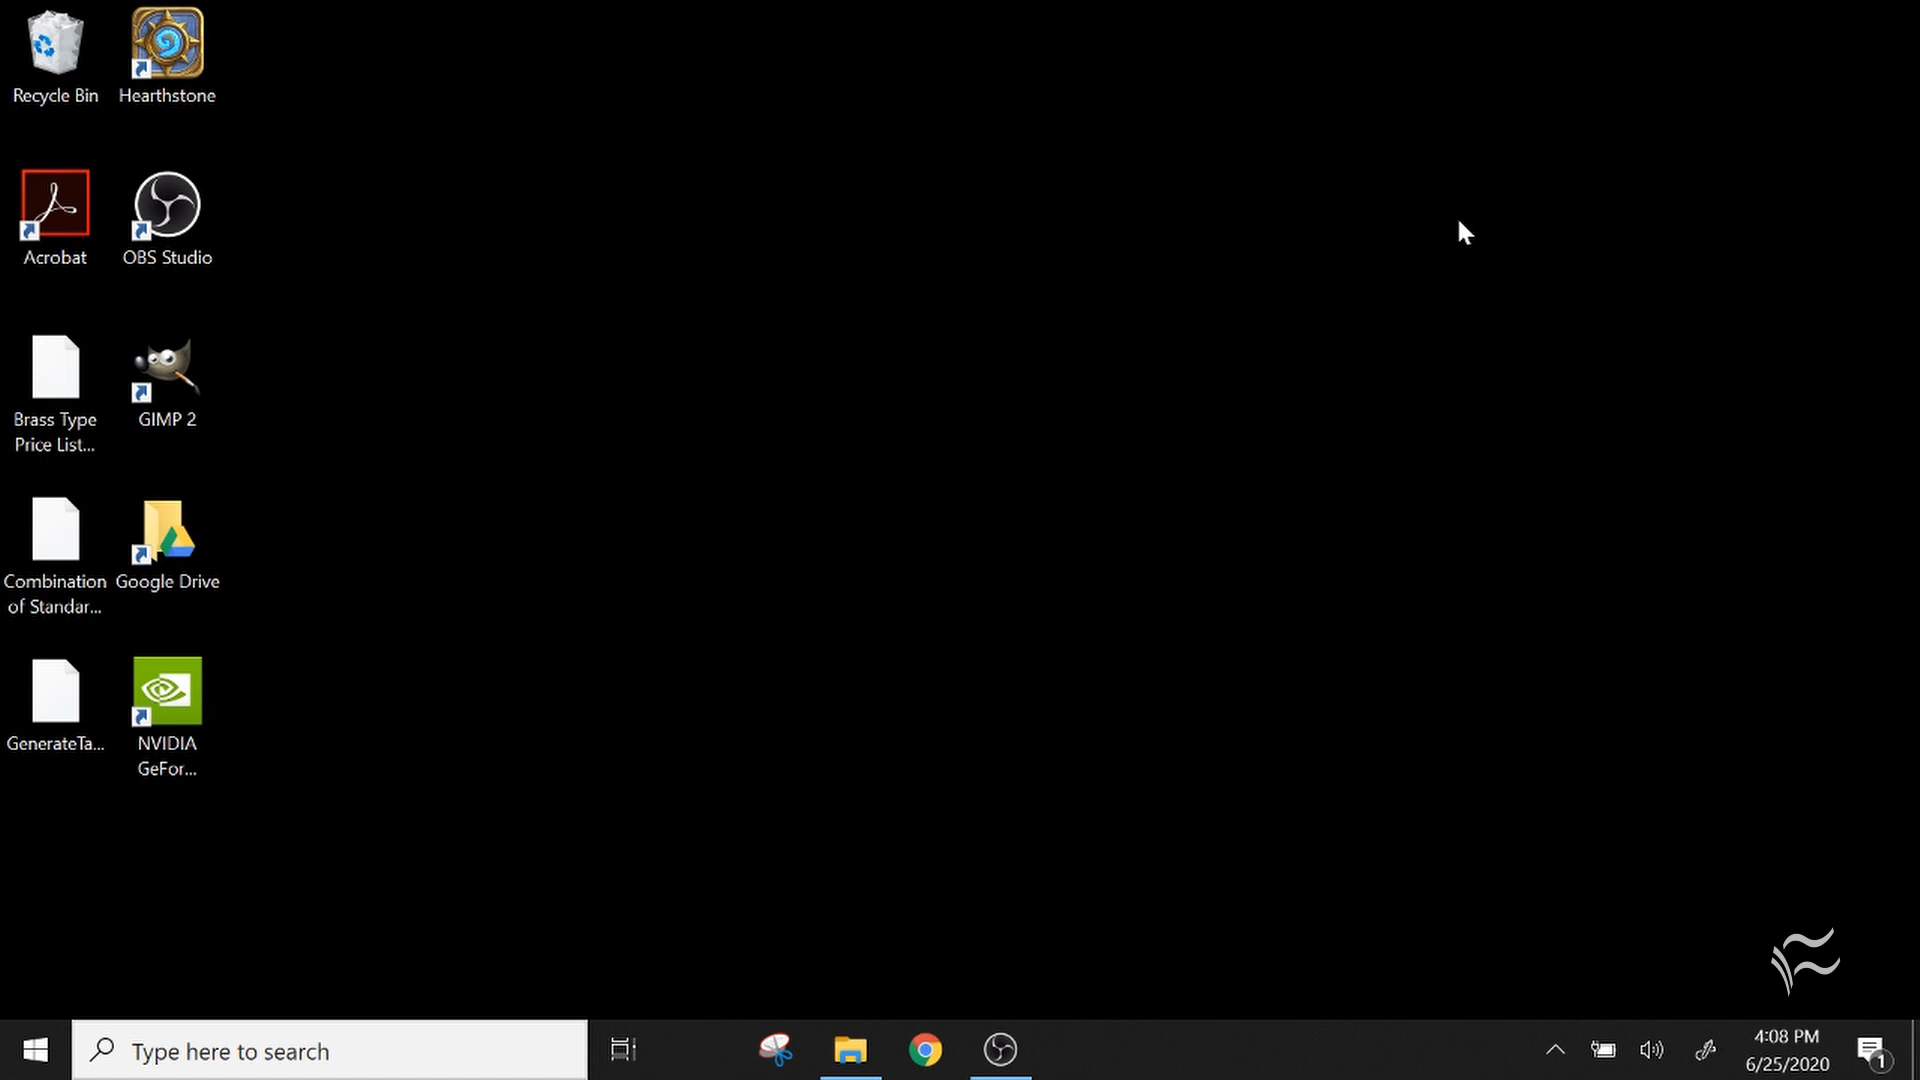 Recycle Bin
Hearthstone
Acrobat
OBS Studio
Brass Type
Price List...
GIMP 2
Combination
of Standar...
Google Drive
GenerateTa...
NVIDIA
GeFor...
Type here to search
4:08 PM
6/25/2020
1